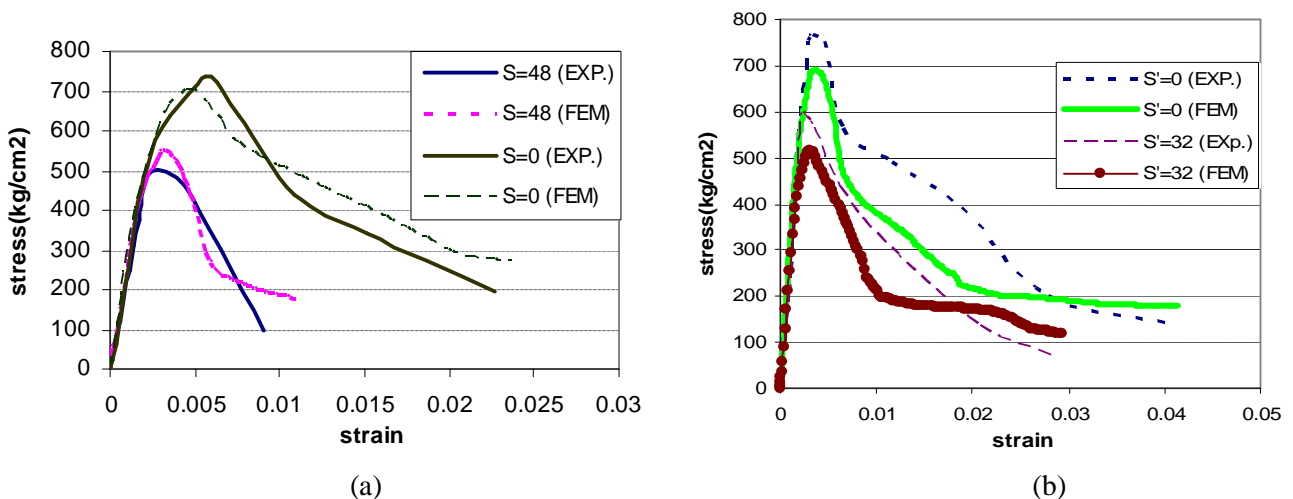 800
700
600
500
400
300
200
100
0
stress(kg/cm2)
0 0.005 0.01 0.015 0.02 0.025 0.03
strain
S=48 (EXP.)
S=48 (FEM)
S=0 (EXP.)
S=0 (FEM)
(a)
800
700
600
500
400
300
200
100
0
stress(kg/cm2)
0 0.01 0.02 0.03 0.04 0.05
strain
S'=0 (EXP.)
S'=0 (FEM)
S'=32 (EXp.)
S'=32 (FEM)
(b)